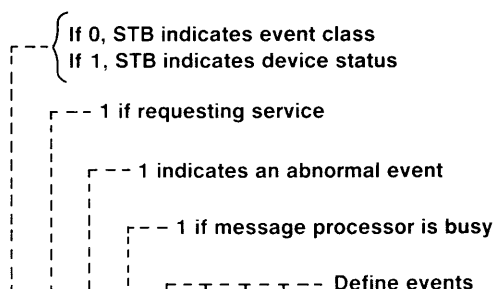 If 0, STB indicates event class
If 1, STB indicates device status
1 if requesting service
1 indicates an abnormal event
1 if message processor is busy
Define events